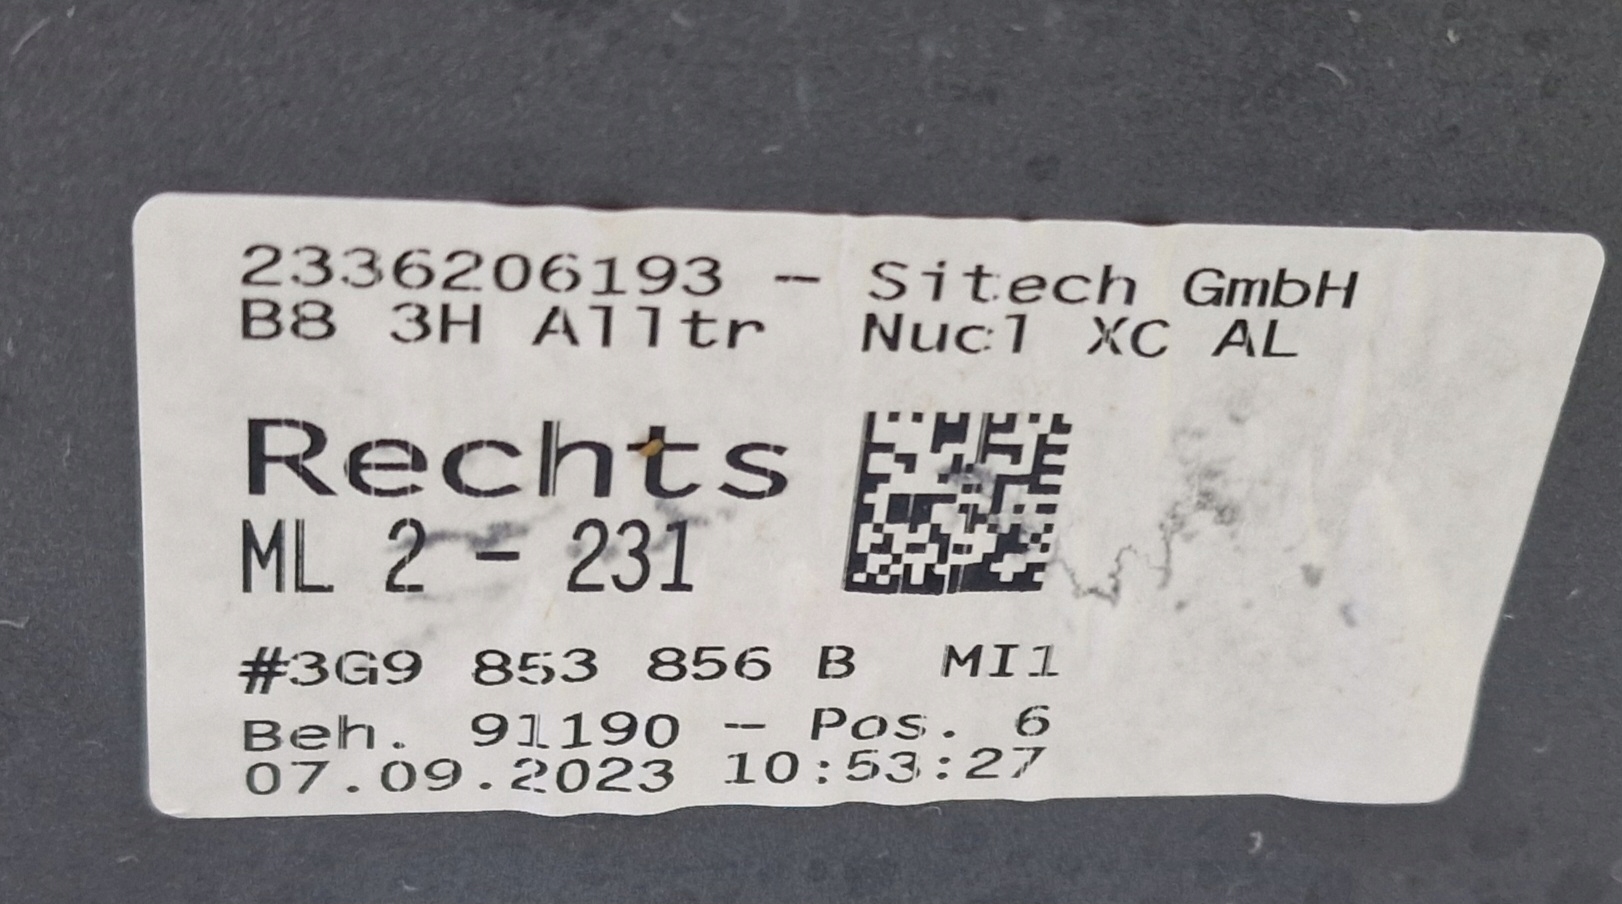 2336206193 - Sitech GmbH
B8 3H Alltr Nucl XC AL
Rechts
ML 2 - 231
#3G9 853 856 B MI1
Beh. 91190 - Pos. 6
07.09.2023 10:53:27